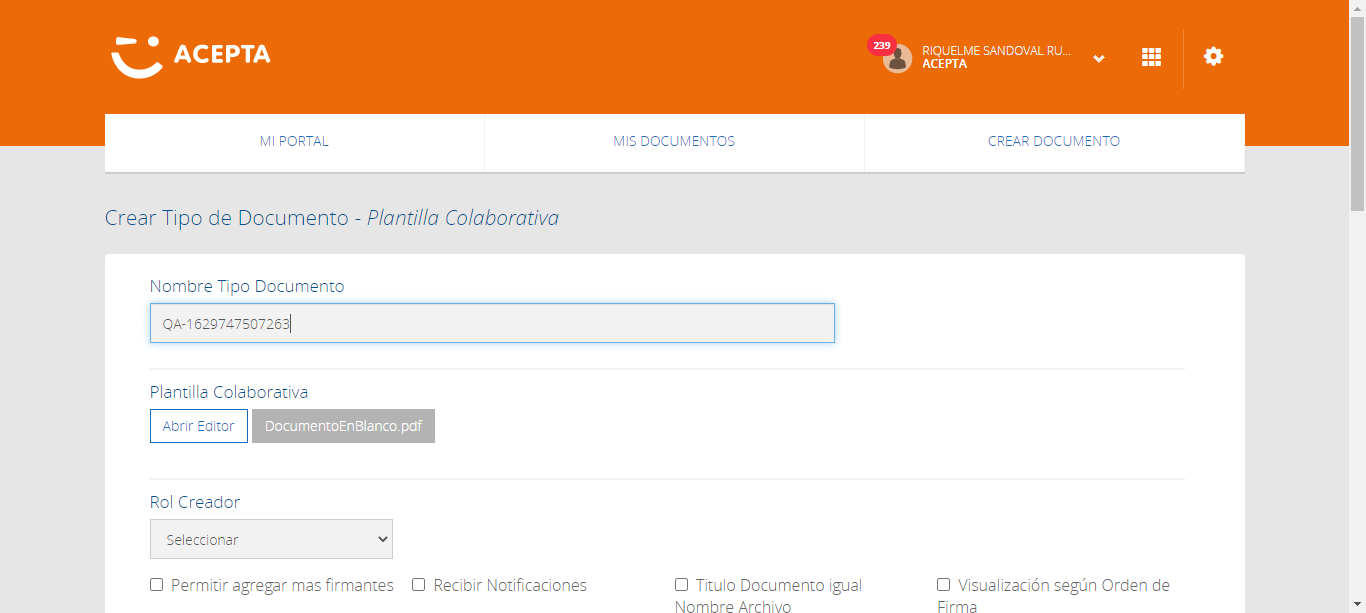 ACEPTA
239
RIQUELME SANDOVAL RU...
ACEPTA
MI PORTAL
MIS DOCUMENTOS
CREAR DOCUMENTO
Crear Tipo de Documento - Plantilla Colaborativa
Nombre Tipo Documento
QA-1629747507263
Plantilla Colaborativa
Abrir Editor
DocumentoEnBlanco.pdf
Rol Creador
Seleccionar
Permitir agregar mas firmantes
Recibir Notificaciones
Titulo Documento igual
Nombre Archivo
Visualización según Orden de
Firma